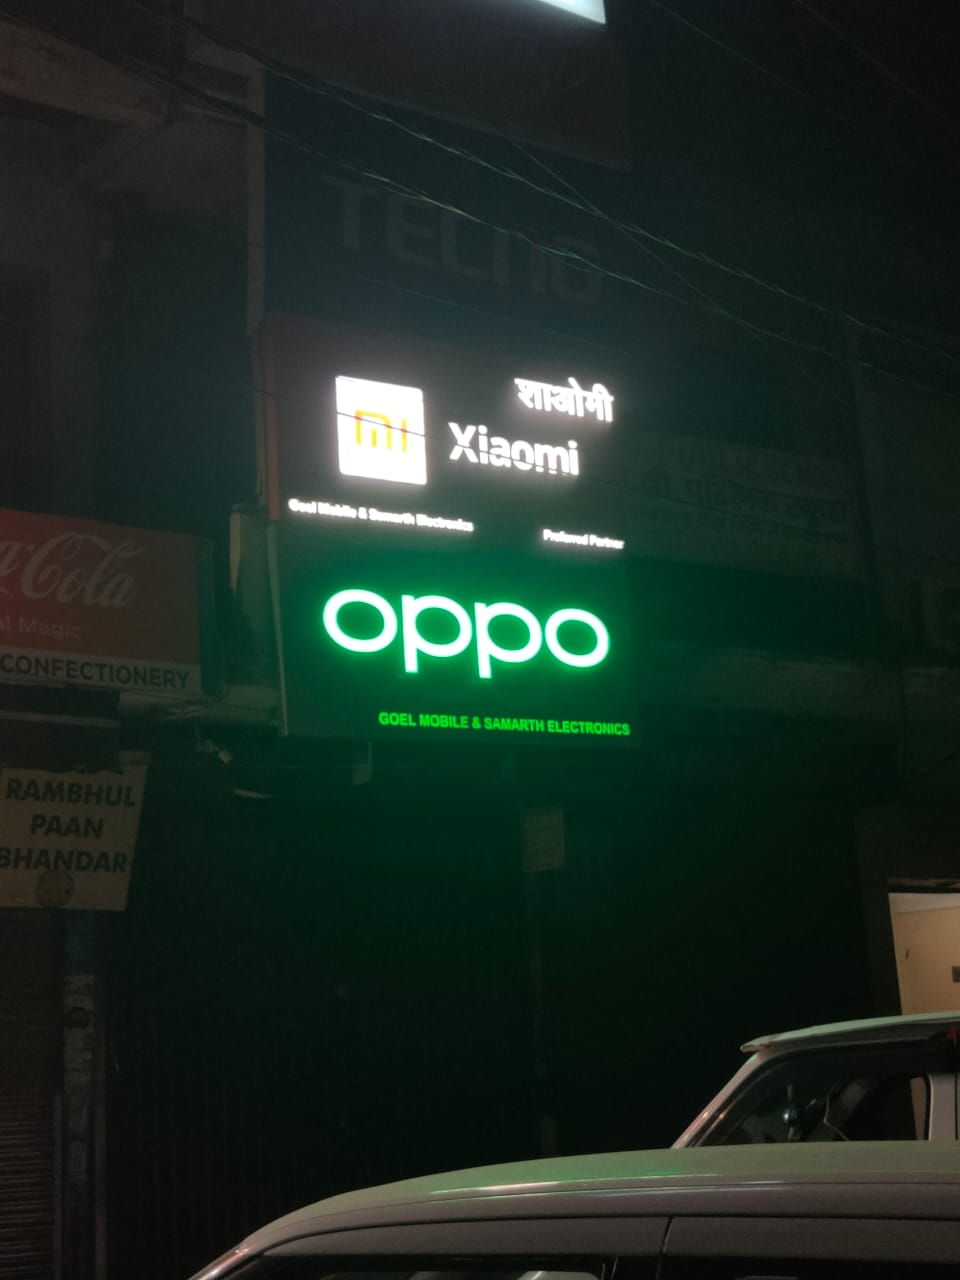 TECNO
mi
शाओमी
Xiaomi
Goel Mobile & Samarth Electronics
Preferred Partner
oppo
GOEL MOBILE & SAMARTH ELECTRONICS
a-Cola
al Magic
CONFECTIONERY
RAMBHUL
PAAN
BHANDAR